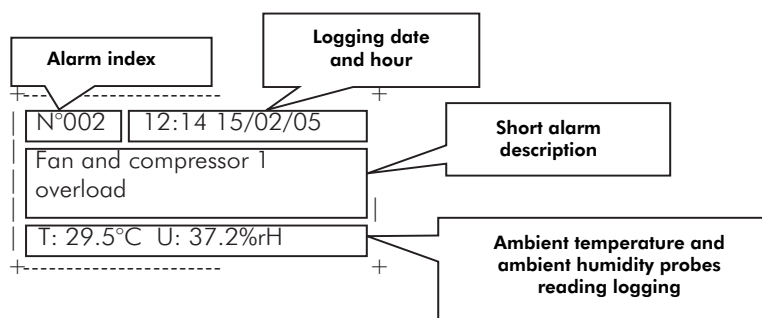 Logging date
and hour
Alarm index
N°002
12:14 15/02/05
Short alarm
description
Fan and compressor 1
overload
T: 29.5°C U: 37.2%rH
Ambient temperature and
ambient humidity probes
reading logging